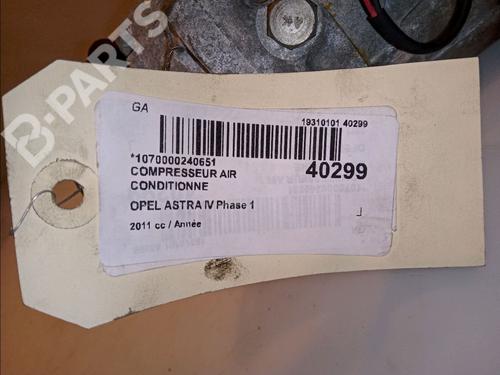 B-PARTS
GA
19310101 40299
*1070000240651
40299
COMPRESSEUR AIR
CONDITIONNE
OPEL ASTRA IV Phase 1
2011 cc / Année